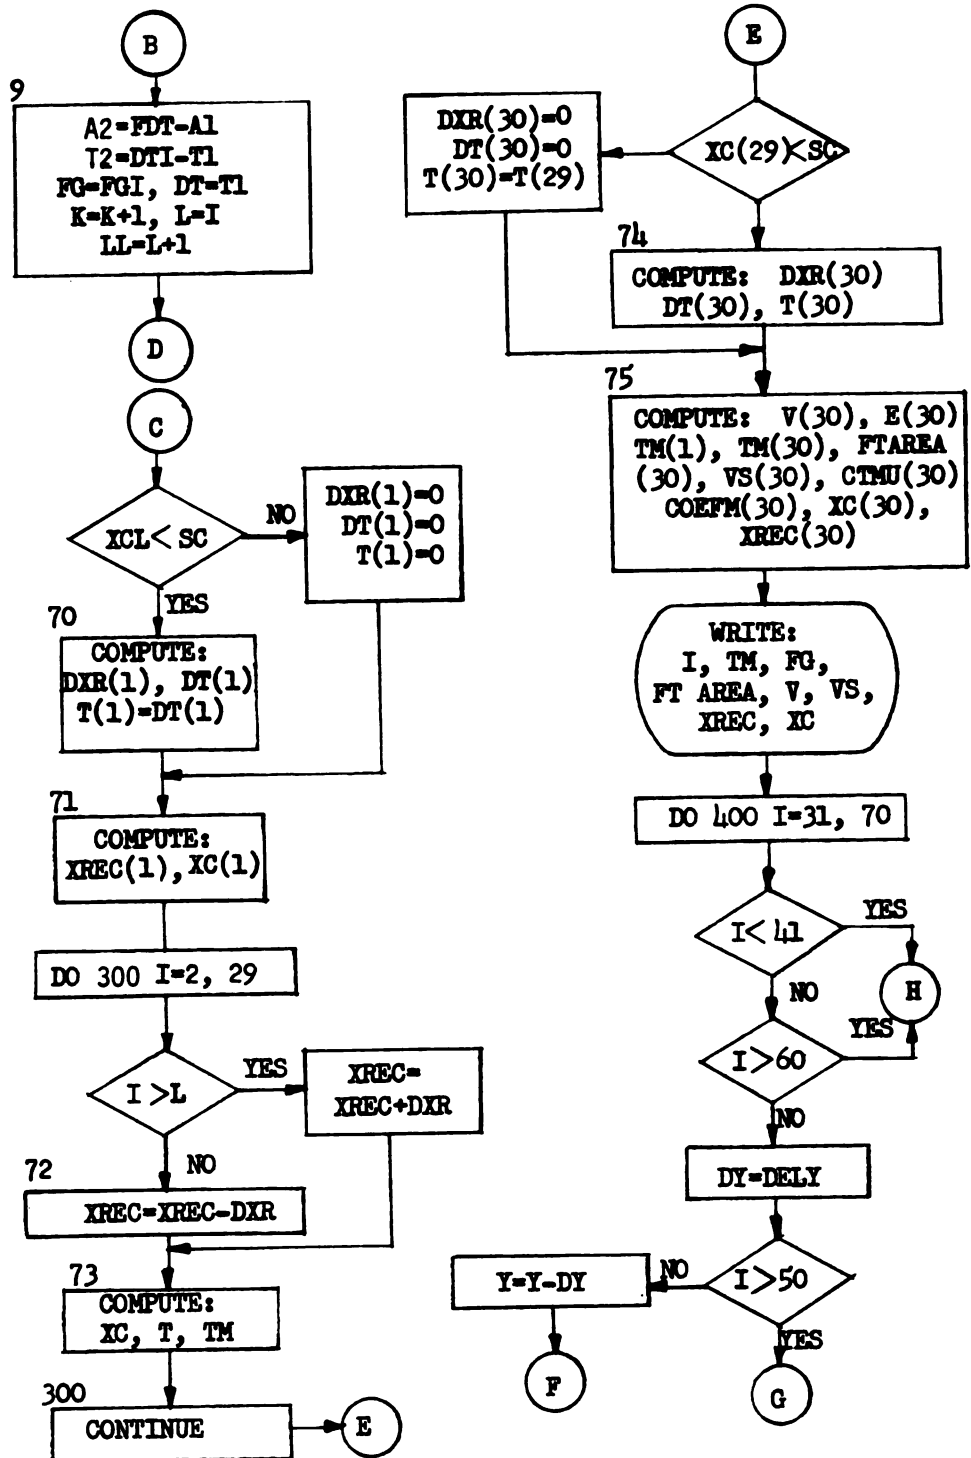 B
9
A2=FDT-A1
T2=DTI-T1
FG=FGI, DT=T1
K=K+1, L=I
LL=L+1
D
C
XCL < SC
NO
DXR(1)=0
DT(1)=0
T(1)=0
YES
70
COMPUTE:
DXR(1), DT(1)
T(1)=DT(1)
71
COMPUTE:
XREC(1), XC(1)
DO 300 I=2, 29
I >L
YES
XREC=
XREC+DXR
NO
72
XREC=XREC-DXR
73
COMPUTE:
XC, T, TM
300
CONTINUE
E
E
XC(29)<SC
DXR(30)=0
DT(30)=0
T(30)=T(29)
74
COMPUTE: DXR(30)
DT(30), T(30)
75
COMPUTE: V(30), E(30)
TM(1), TM(30), FTAREA
(30), VS(30), CTMU(30)
COEFM(30), XC(30),
XREC(30)
WRITE:
I, TM, FG,
FT AREA, V, VS,
XREC, XC
DO 400 I=31, 70
I< 41
YES
H
NO
YES
I >60
NO
DY=DELY
I >50
NO
Y=Y-DY
F
YES
G